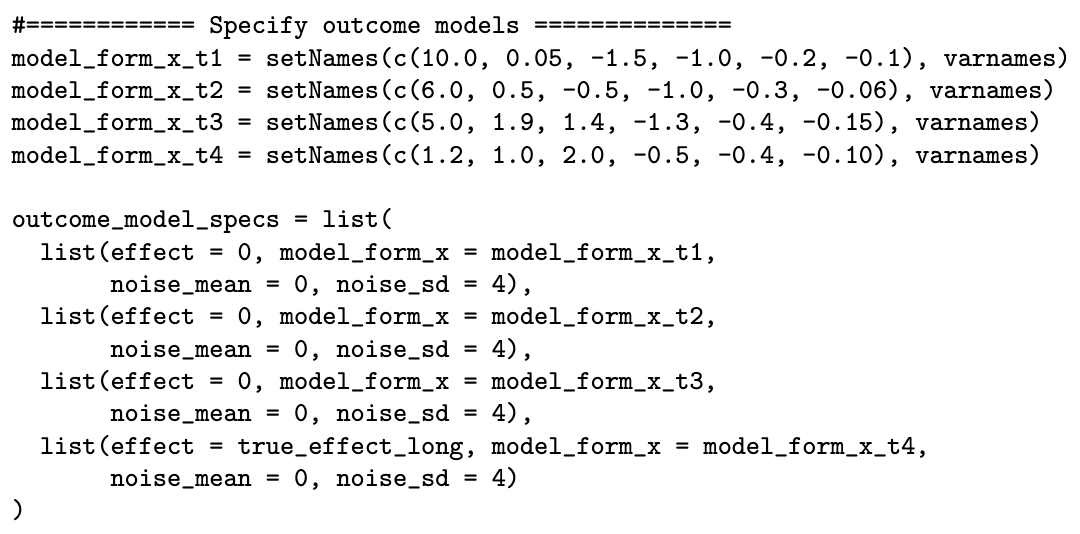 #============ Specify outcome models ==============
model_form_x_t1 = setNames(c(10.0, 0.05, -1.5, -1.0, -0.2, -0.1), varnames)
model_form_x_t2 = setNames(c(6.0, 0.5, -0.5, -1.0, -0.3, -0.06), varnames)
model_form_x_t3 = setNames(c(5.0, 1.9, 1.4, -1.3, -0.4, -0.15), varnames)
model_form_x_t4 = setNames(c(1.2, 1.0, 2.0, -0.5, -0.4, -0.10), varnames)

outcome_model_specs = list(
  list(effect = 0, model_form_x = model_form_x_t1,
       noise_mean = 0, noise_sd = 4),
  list(effect = 0, model_form_x = model_form_x_t2,
       noise_mean = 0, noise_sd = 4),
  list(effect = 0, model_form_x = model_form_x_t3,
       noise_mean = 0, noise_sd = 4),
  list(effect = true_effect_long, model_form_x = model_form_x_t4,
       noise_mean = 0, noise_sd = 4)
)